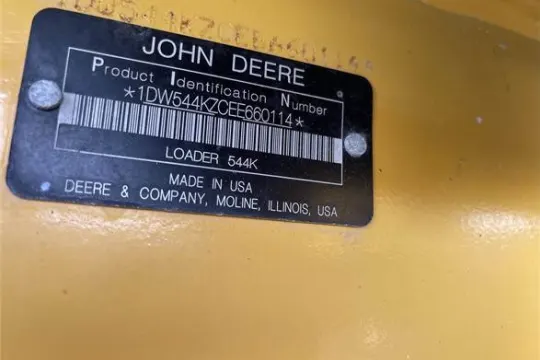 JOHN DEERE
Product Identification Number
*1DW544KZCEE660114*
LOADER 544K
MADE IN USA
DEERE & COMPANY, MOLINE, ILLINOIS, USA